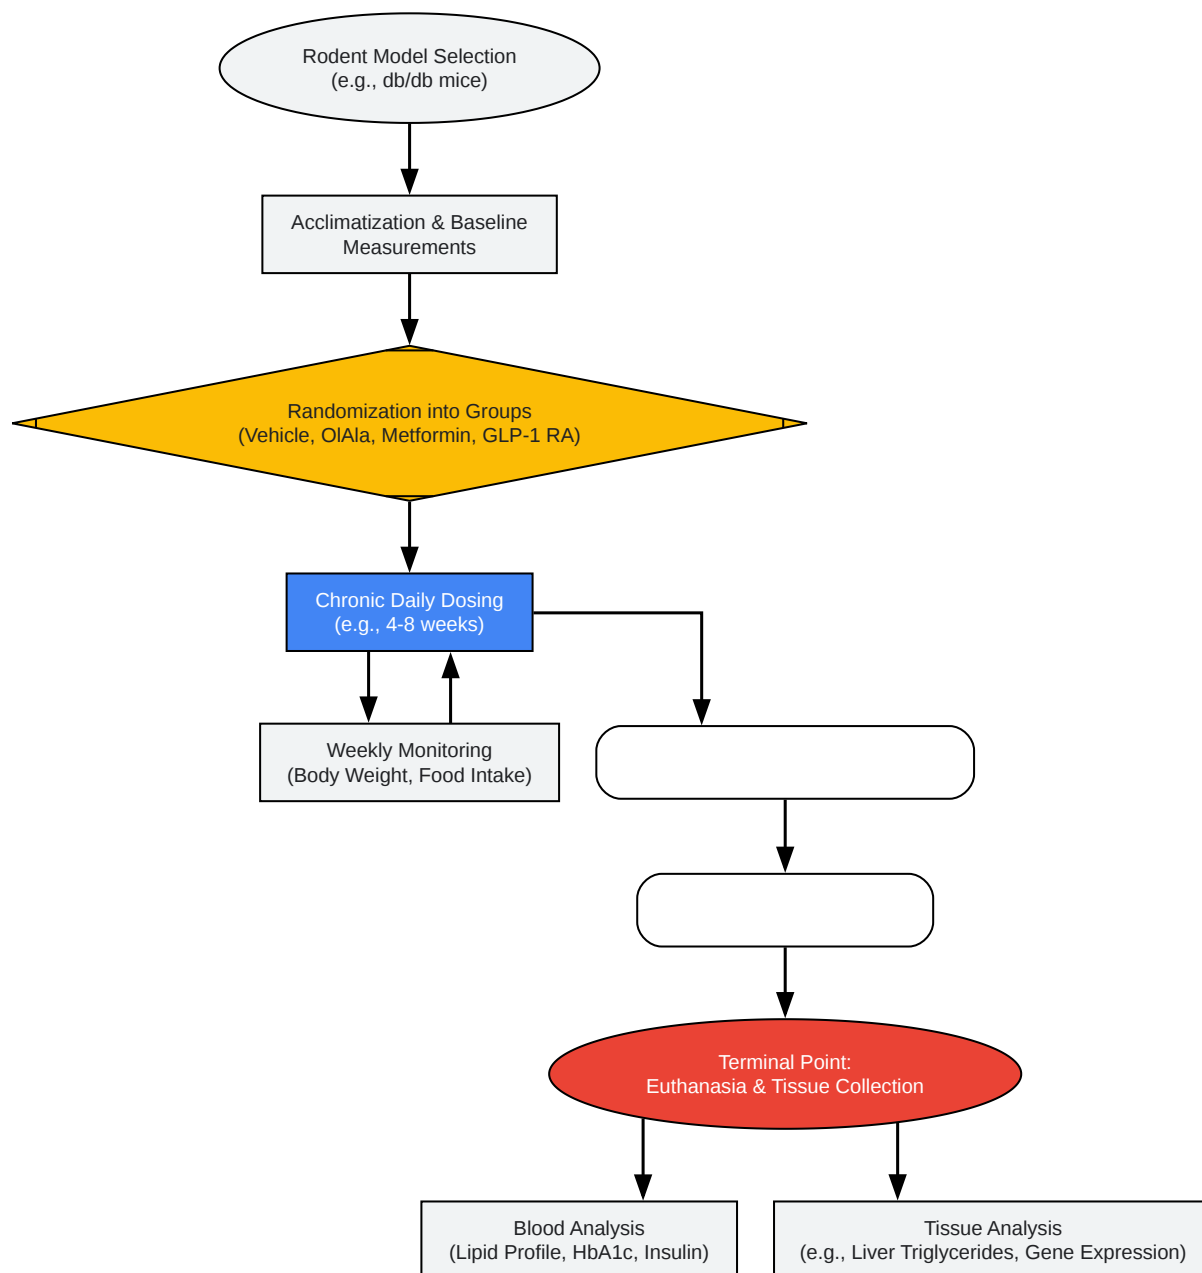 Rodent Model Selection
(e.g., db/db mice)
Acclimatization & Baseline
Measurements
Randomization into Groups
(Vehicle, OlAla, Metformin, GLP-1 RA)
Chronic Daily Dosing
(e.g., 4-8 weeks)
Weekly Monitoring
(Body Weight, Food Intake)
Terminal Point:
Euthanasia & Tissue Collection
Blood Analysis
(Lipid Profile, HbA1c, Insulin)
Tissue Analysis
(e.g., Liver Triglycerides, Gene Expression)